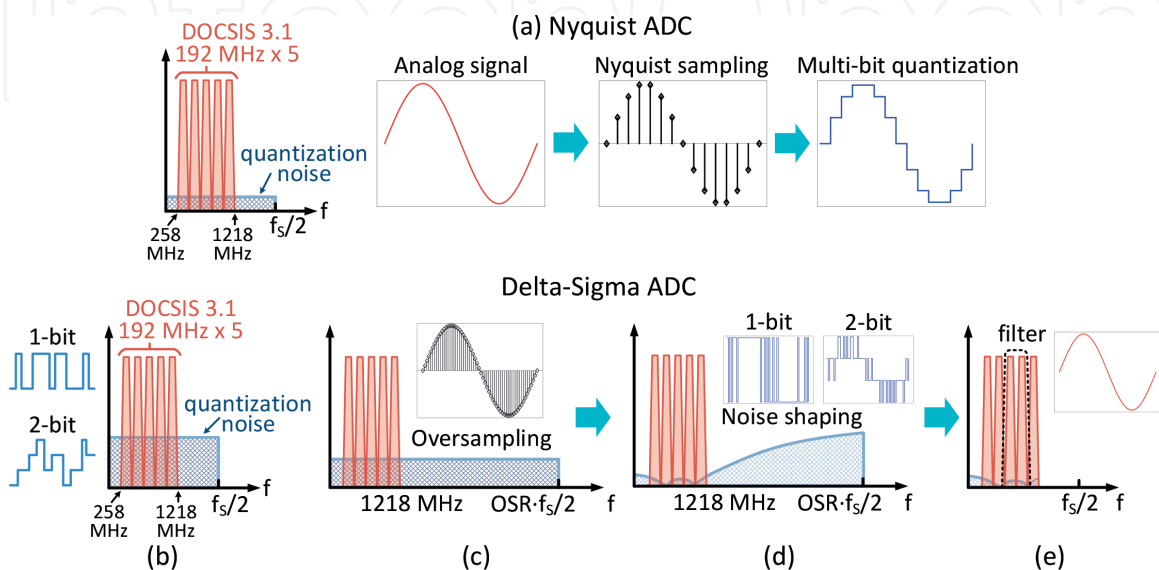 (a) Nyquist ADC
DOCSIS 3.1
192 MHz x 5
quantization
noise
258
MHz
1218
MHz
fS/2
f
Analog signal
Nyquist sampling
Multi-bit quantization
Delta-Sigma ADC
1-bit
2-bit
DOCSIS 3.1
192 MHz x 5
quantization
noise
258
MHz
1218
MHz
fS/2
f
(b)
Oversampling
1218 MHz
OSR·fS/2
f
(c)
1-bit
2-bit
Noise shaping
1218 MHz
OSR·fS/2
f
(d)
filter
fS/2
f
(e)